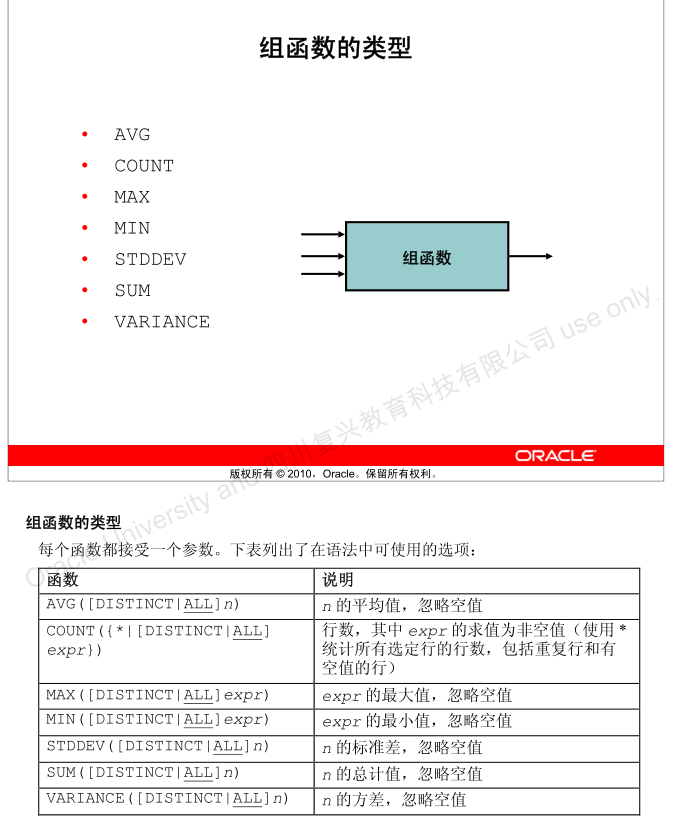 组函数的类型
• AVG
• COUNT
• MAX
• MIN
• STDDEV
• SUM
• VARIANCE
组函数
ORACLE
版权所有 © 2010，Oracle。保留所有权利。
Oracle University and 四川复兴教育科技有限公司 use only.
组函数的类型
每个函数都接受一个参数。下表列出了在语法中可使用的选项：
函数 说明
AVG([DISTINCT|ALL]n) n 的平均值，忽略空值
COUNT({*|[DISTINCT|ALL] 行数，其中 expr 的求值为非空值（使用 *
expr}) 统计所有选定行的行数，包括重复行和有
空值的行）
MAX([DISTINCT|ALL]expr) expr 的最大值，忽略空值
MIN([DISTINCT|ALL]expr) expr 的最小值，忽略空值
STDDEV([DISTINCT|ALL]n) n 的标准差，忽略空值
SUM([DISTINCT|ALL]n) n 的总计值，忽略空值
VARIANCE([DISTINCT|ALL]n) n 的方差，忽略空值